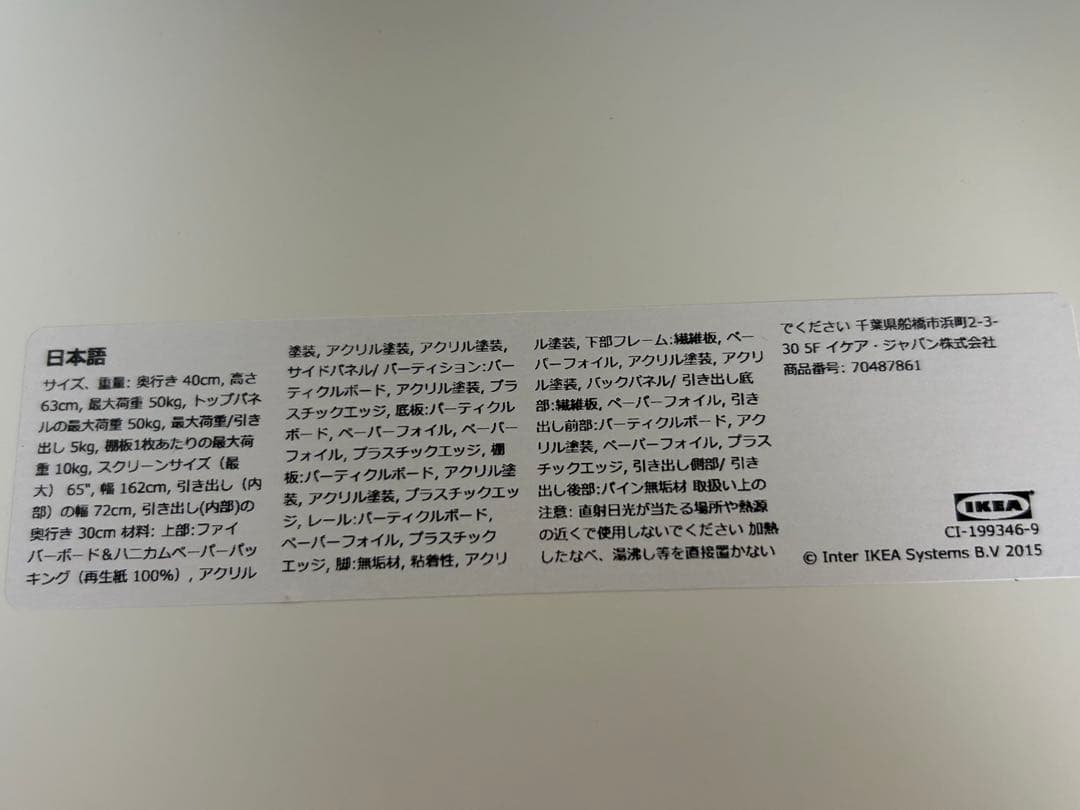 日本語
サイズ、重量: 奥行き 40cm, 高さ
63cm, 最大荷重 50kg, トップパネ
ルの最大荷重 50kg, 最大荷重/引き
出し 5kg, 棚板1枚あたりの最大荷
重 10kg, スクリーンサイズ（最
大） 65", 幅 162cm, 引き出し（内
部）の幅 72cm, 引き出し(内部)の
奥行き 30cm 材料: 上部:ファイ
バーボード＆ハニカムペーパーパッ
キング（再生紙 100%）, アクリル
塗装, アクリル塗装, アクリル塗装,
サイドパネル/ パーティション:パー
ティクルボード, アクリル塗装, プラ
スチックエッジ, 底板:パーティクル
ボード, ペーパーフォイル, ペーパー
フォイル, プラスチックエッジ, 棚
板:パーティクルボード, アクリル塗
装, アクリル塗装, プラスチックエッ
ジ, レール:パーティクルボード,
ペーパーフォイル, プラスチック
エッジ, 脚:無垢材, 粘着性, アクリ
ル塗装, 下部フレーム:繊維板, ペー
パーフォイル, アクリル塗装, アクリ
ル塗装, バックパネル/ 引き出し底
部:繊維板, ペーパーフォイル, 引き
出し前部:パーティクルボード, アク
リル塗装, ペーパーフォイル, プラス
チックエッジ, 引き出し側部/ 引き
出し後部:パイン無垢材 取扱い上の
注意: 直射日光が当たる場所や熱源
の近くで使用しないでください 加熱
したなべ、湯沸し等を直接置かない
でください 千葉県船橋市浜町2-3-
30 5F イケア・ジャパン株式会社
商品番号: 70487861
IKEA
CI-199346-9
© Inter IKEA Systems B.V 2015